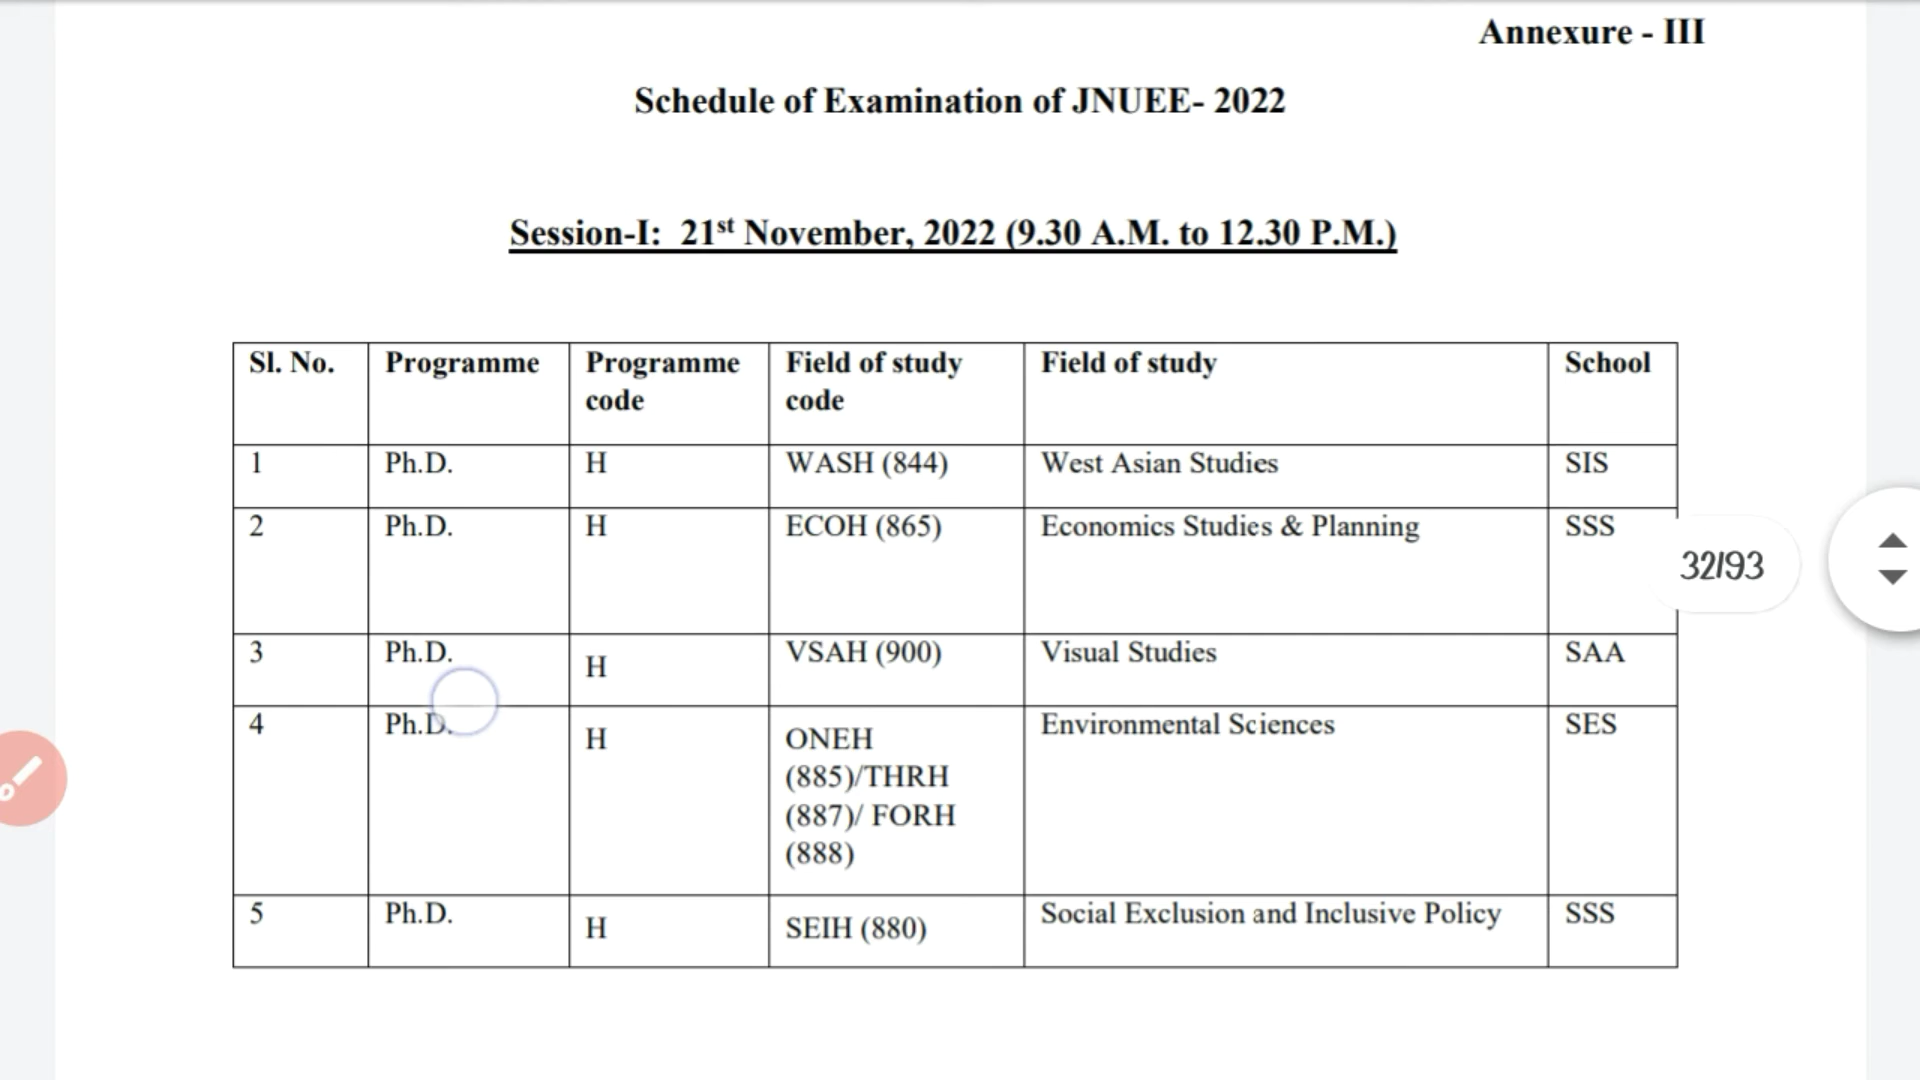 Annexure - III
Schedule of Examination of JNUEE- 2022
Session-I: 21st November, 2022 (9.30 A.M. to 12.30 P.M.)
Sl. No. Programme Programme code Field of study code Field of study School
1 Ph.D. H WASH (844) West Asian Studies SIS
2 Ph.D. H ECOH (865) Economics Studies & Planning SSS
32/93
3 Ph.D. H VSAH (900) Visual Studies SAA
4 Ph.D. H ONEH (885)/THRH (887)/ FORH (888) Environmental Sciences SES
5 Ph.D. H SEIH (880) Social Exclusion and Inclusive Policy SSS